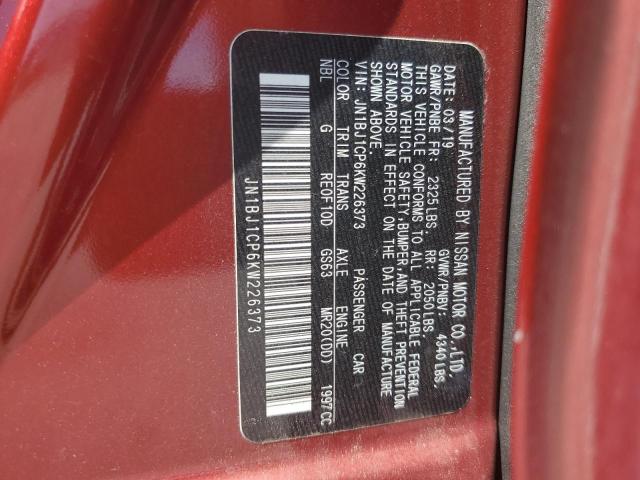 MANUFACTURED BY NISSAN MOTOR CO.,LTD.
DATE: 03/19 GVWR/PNBV: 4340LBS.
GAWR/PNBE FR: 2325LBS. RR: 2050LBS.
THIS VEHICLE CONFORMS TO ALL APPLICABLE FEDERAL
MOTOR VEHICLE SAFETY,BUMPER,AND THEFT PREVENTION
STANDARDS IN EFFECT ON THE DATE OF MANUFACTURE
SHOWN ABOVE.
VIN: JN1BJ1CP6KW226373 PASSENGER CAR
COLOR TRIM TRANS AXLE ENGINE
NBL G RE0F10D GS63 MR20(DD) 1997CC
JN1BJ1CP6KW226373